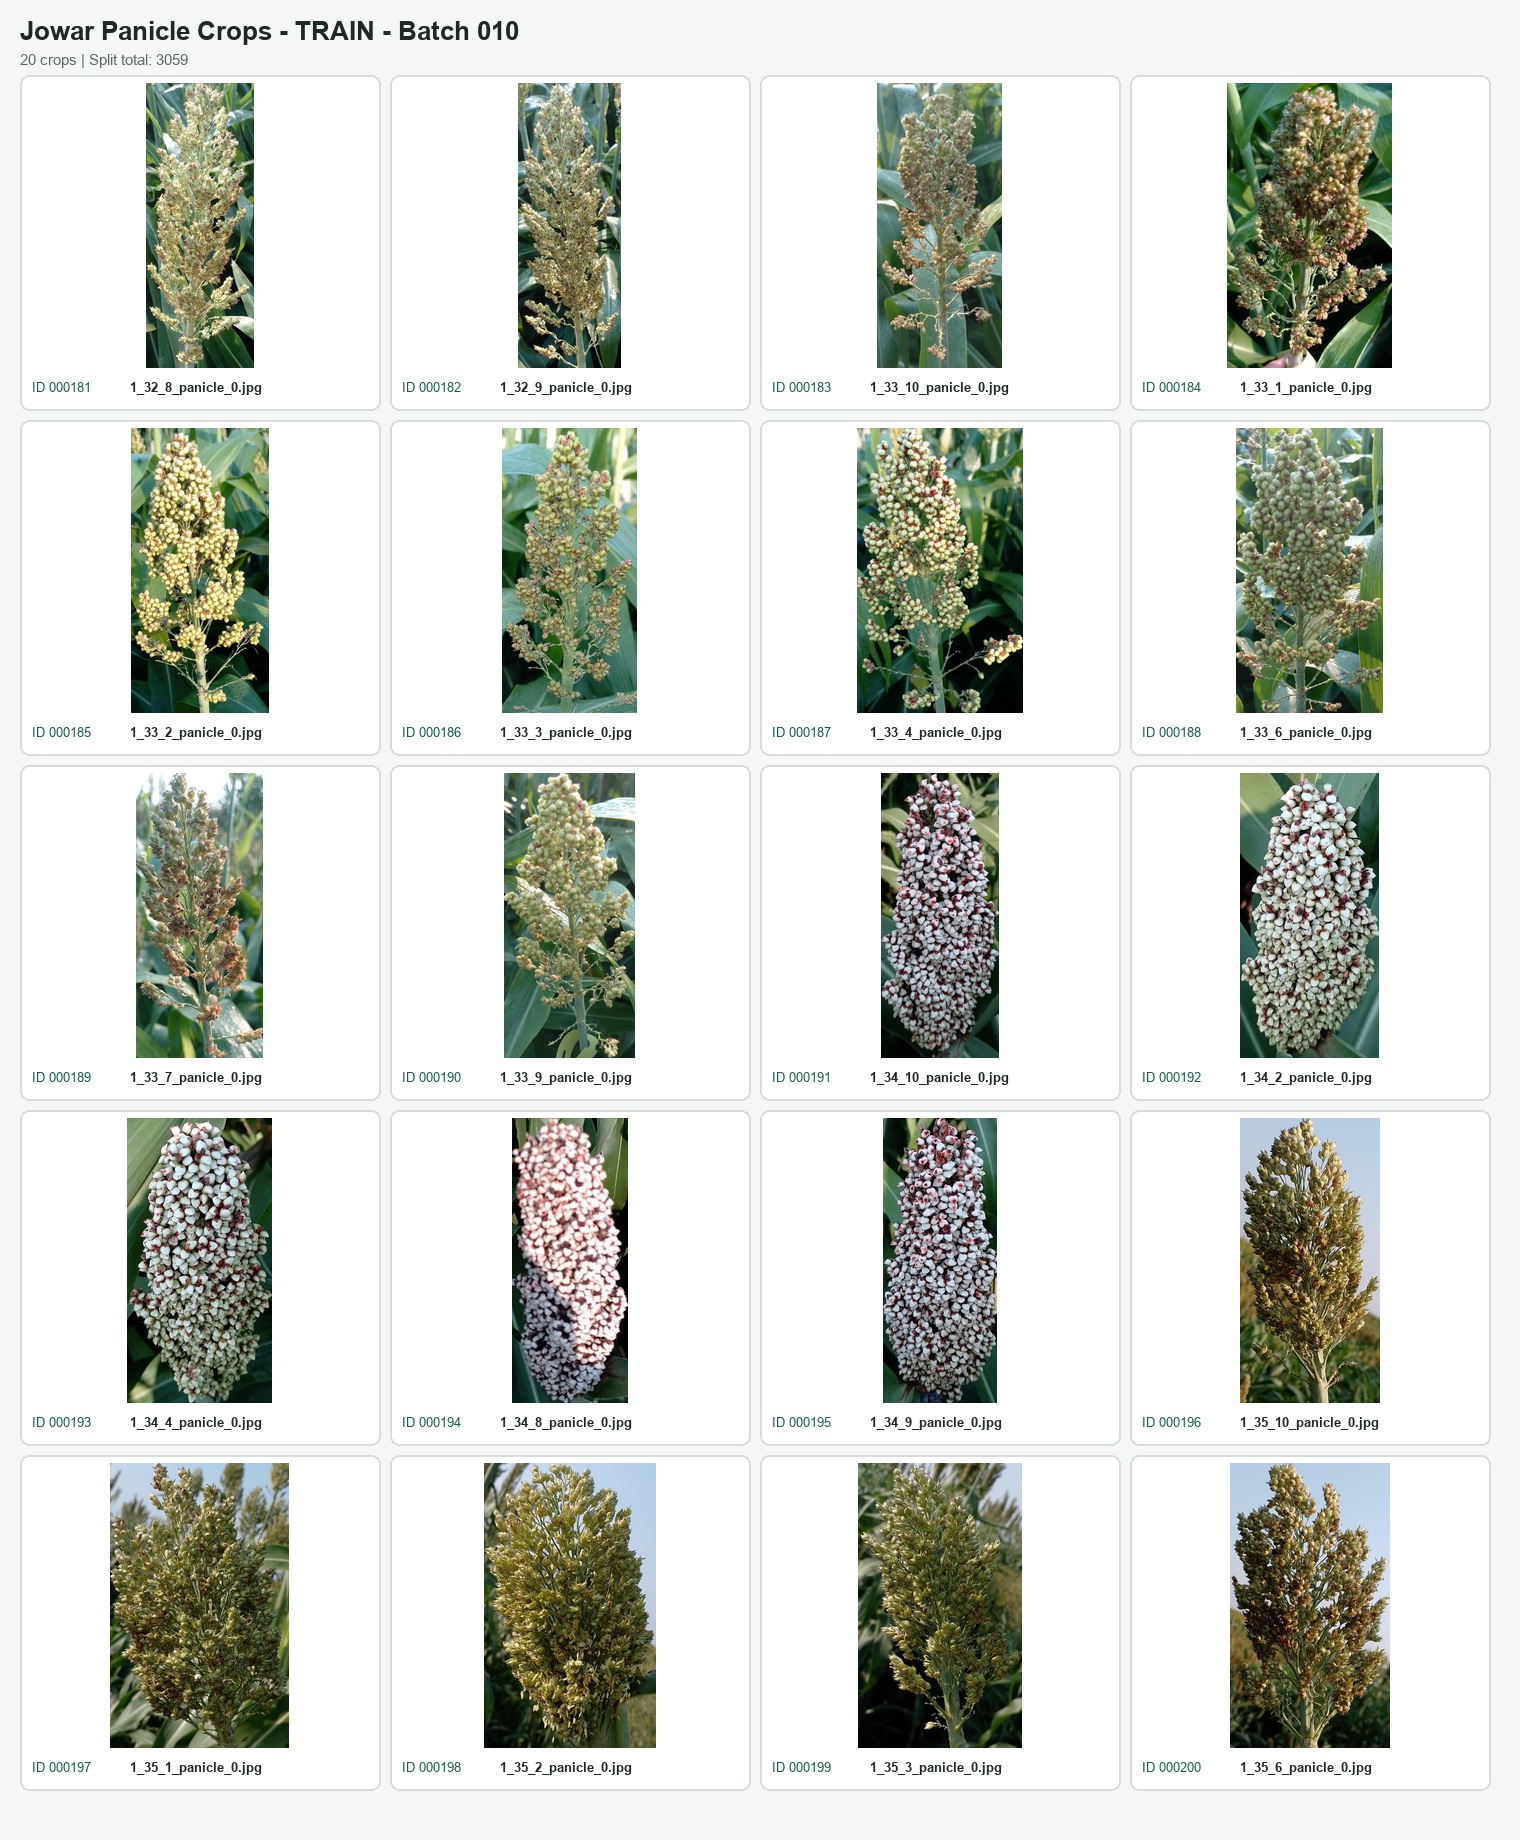 Jowar Panicle Crops - TRAIN - Batch 010
20 crops | Split total: 3059
ID 000181 1_32_8_panicle_0.jpg
ID 000182 1_32_9_panicle_0.jpg
ID 000183 1_33_10_panicle_0.jpg
ID 000184 1_33_1_panicle_0.jpg
ID 000185 1_33_2_panicle_0.jpg
ID 000186 1_33_3_panicle_0.jpg
ID 000187 1_33_4_panicle_0.jpg
ID 000188 1_33_6_panicle_0.jpg
ID 000189 1_33_7_panicle_0.jpg
ID 000190 1_33_9_panicle_0.jpg
ID 000191 1_34_10_panicle_0.jpg
ID 000192 1_34_2_panicle_0.jpg
ID 000193 1_34_4_panicle_0.jpg
ID 000194 1_34_8_panicle_0.jpg
ID 000195 1_34_9_panicle_0.jpg
ID 000196 1_35_10_panicle_0.jpg
ID 000197 1_35_1_panicle_0.jpg
ID 000198 1_35_2_panicle_0.jpg
ID 000199 1_35_3_panicle_0.jpg
ID 000200 1_35_6_panicle_0.jpg